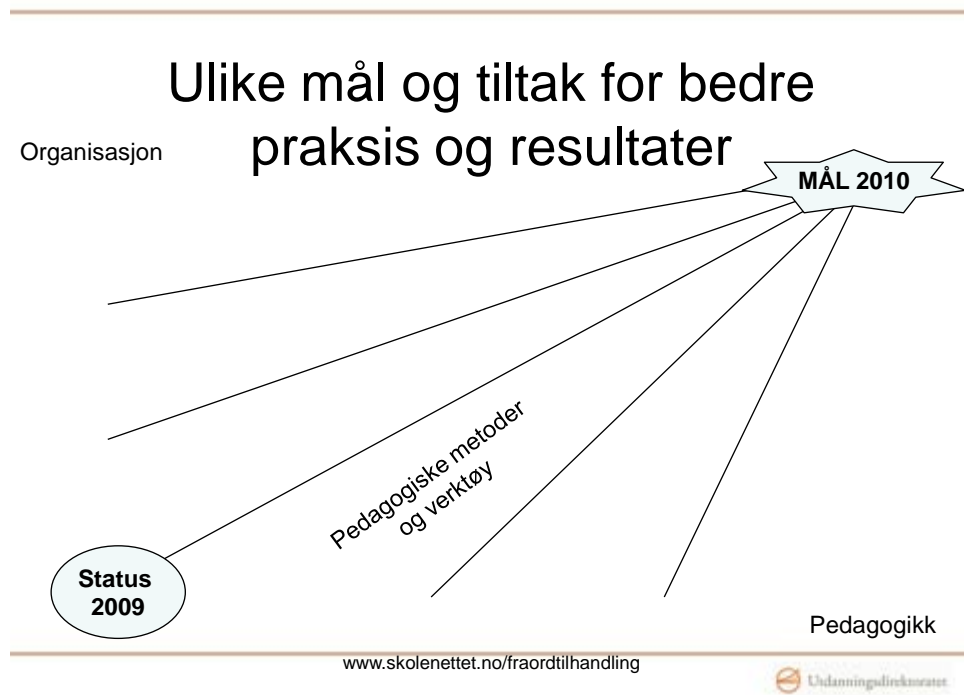 Ulike mål og tiltak for bedre
praksis og resultater
Organisasjon
MÅL 2010
Pedagogiske metoder
og verktøy
Status
2009
Pedagogikk
www.skolenettet.no/fraordtilhandling
Utdanningsdirektoratet